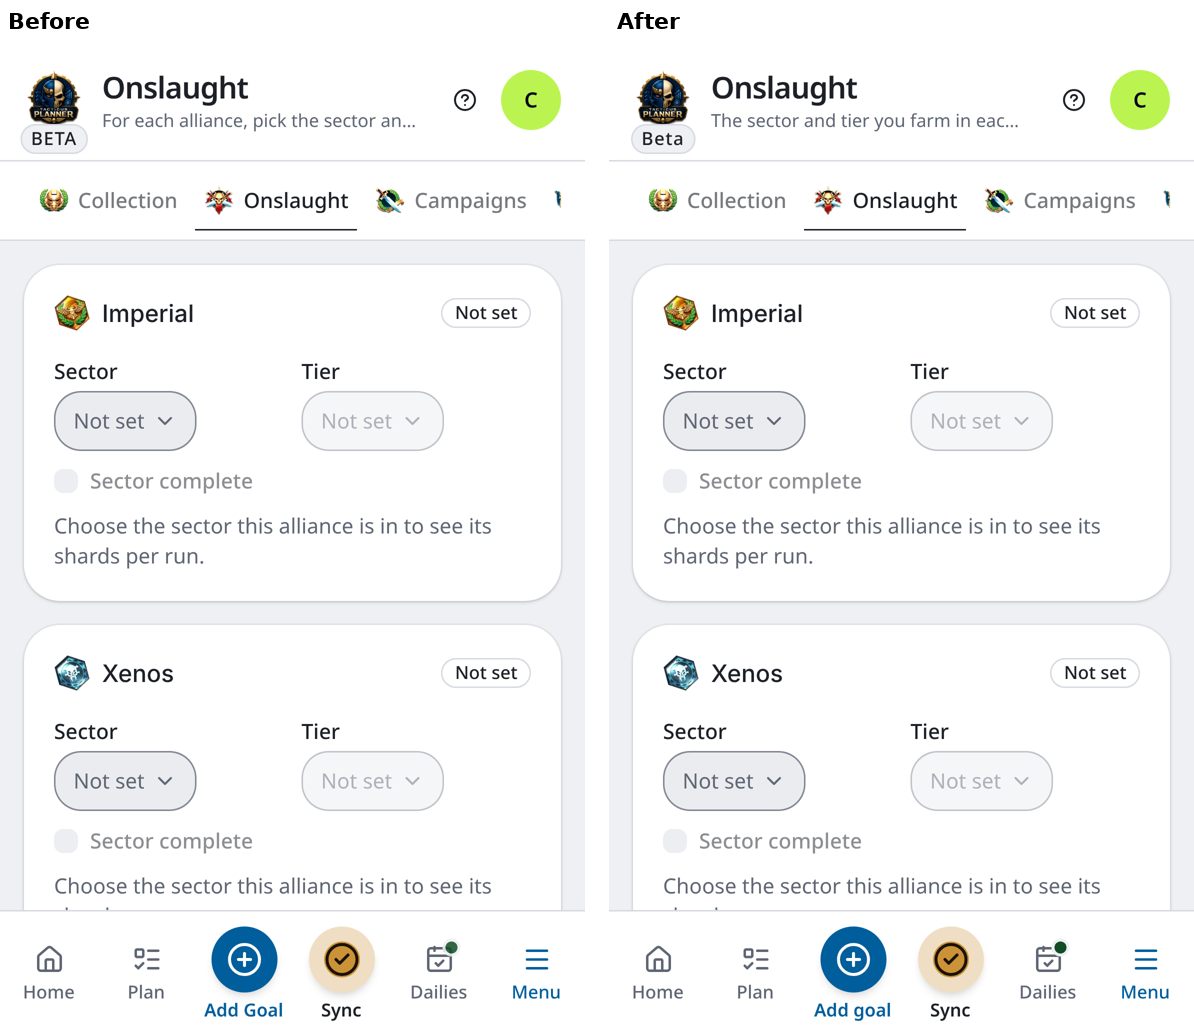 Before
TACTICUS
PLANNER
BETA
Onslaught
For each alliance, pick the sector an...
C
Collection
Onslaught
Campaigns
Imperial
Not set
Sector
Tier
Not set
Not set
Sector complete
Choose the sector this alliance is in to see its
shards per run.
Xenos
Not set
Sector
Tier
Not set
Not set
Sector complete
Choose the sector this alliance is in to see its
Home
Plan
Add Goal
Sync
Dailies
Menu
After
TACTICUS
PLANNER
Beta
Onslaught
The sector and tier you farm in eac...
C
Collection
Onslaught
Campaigns
Imperial
Not set
Sector
Tier
Not set
Not set
Sector complete
Choose the sector this alliance is in to see its
shards per run.
Xenos
Not set
Sector
Tier
Not set
Not set
Sector complete
Choose the sector this alliance is in to see its
Home
Plan
Add goal
Sync
Dailies
Menu